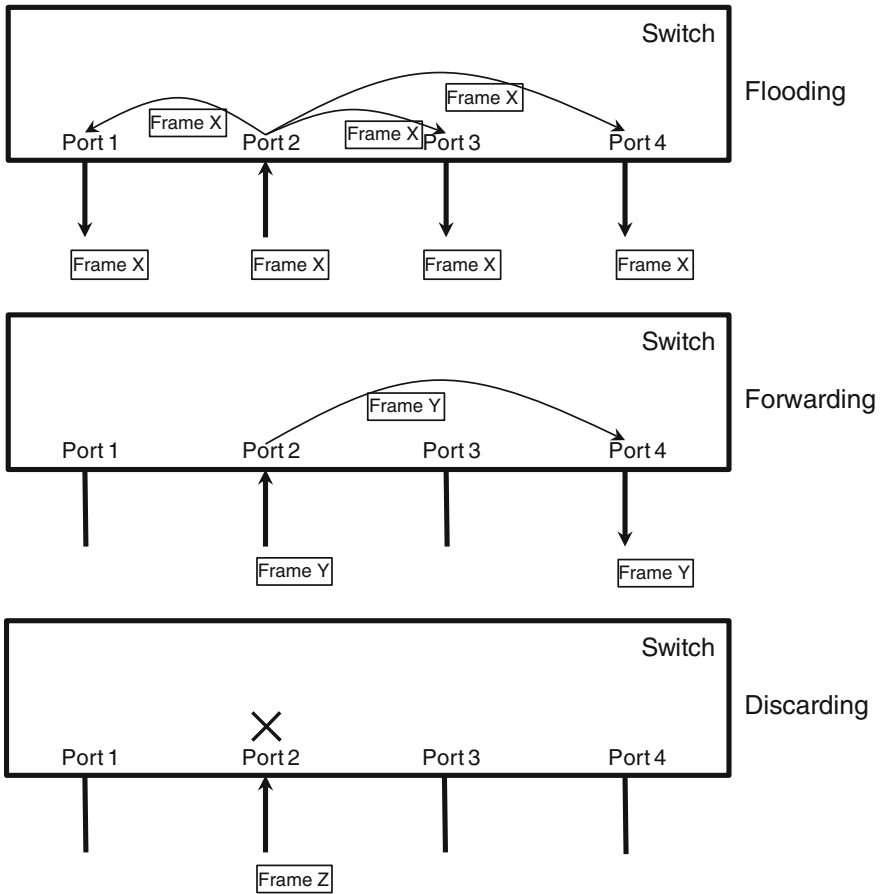 Switch
Flooding
Frame X
Frame X
Frame X
Port 1
Port 2
Port 3
Port 4
Frame X
Frame X
Frame X
Frame X
Switch
Forwarding
Frame Y
Port 1
Port 2
Port 3
Port 4
Frame Y
Frame Y
Switch
Discarding
Port 1
Port 2
Port 3
Port 4
Frame Z